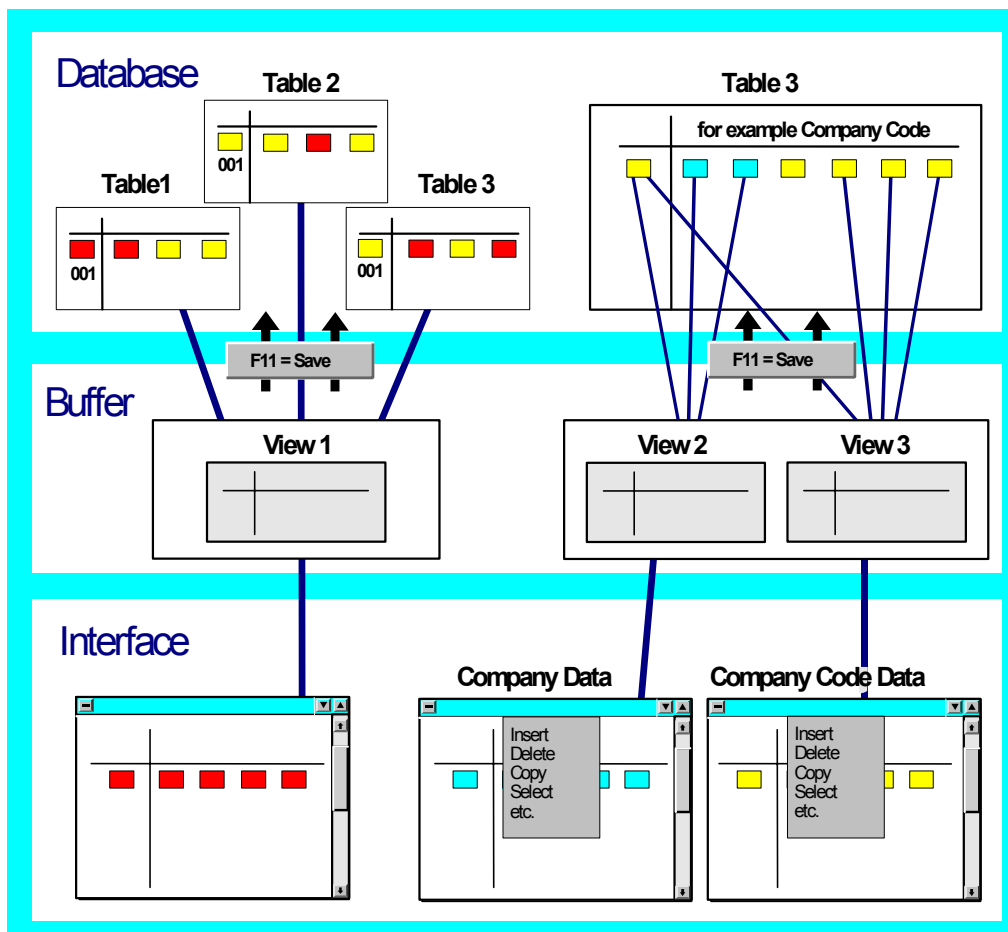 Database
Table 2
Table 3
for example Company Code
001
Table1
Table 3
001
001
F11 = Save
F11 = Save
Buffer
View 1
View 2
View 3
Interface
Company Data
Company Code Data
Insert
Delete
Copy
Select
etc.
Insert
Delete
Copy
Select
etc.